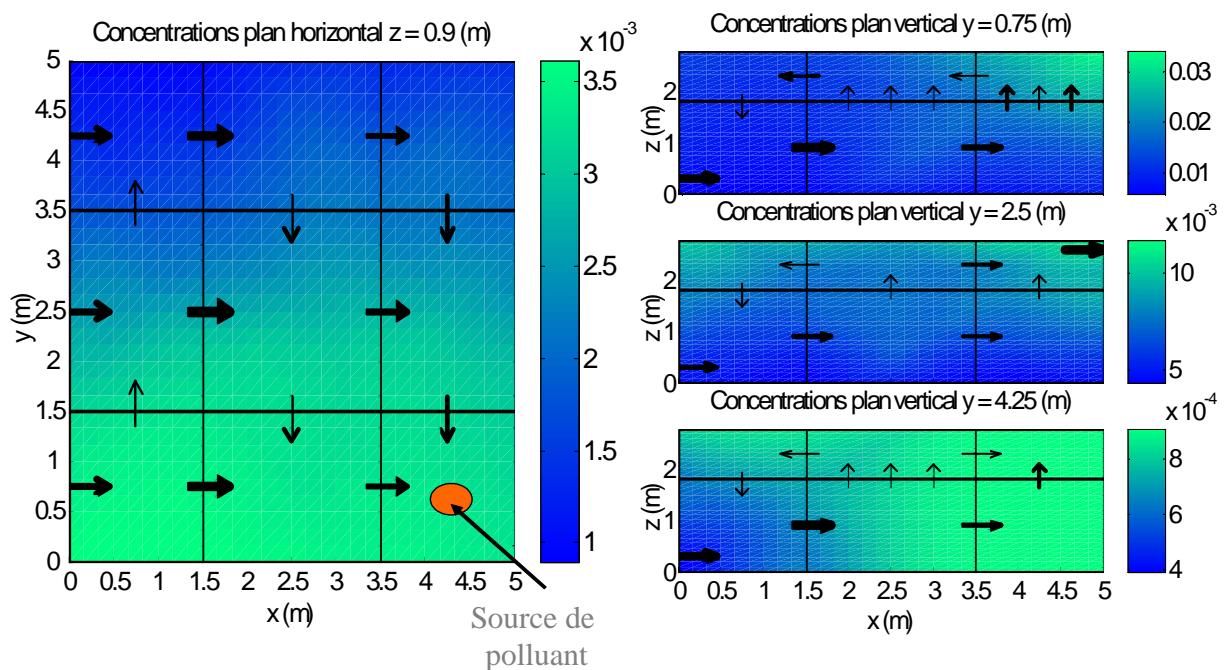 Concentrations plan horizontal z = 0.9 (m)
x 10⁻³
5
4.5
4
3.5
3
2.5
2
1.5
1
0.5
0
y (m)
0 0.5 1 1.5 2 2.5 3 3.5 4 4.5 5
x (m)
3.5
3
2.5
2
1.5
1
Source de
polluant
Concentrations plan vertical y = 0.75 (m)
2
1
0
z (m)
0.03
0.02
0.01
Concentrations plan vertical y = 2.5 (m)
x 10⁻³
2
1
0
z (m)
10
5
Concentrations plan vertical y = 4.25 (m)
x 10⁻⁴
2
1
0
z (m)
8
6
4
0 0.5 1 1.5 2 2.5 3 3.5 4 4.5 5
x (m)